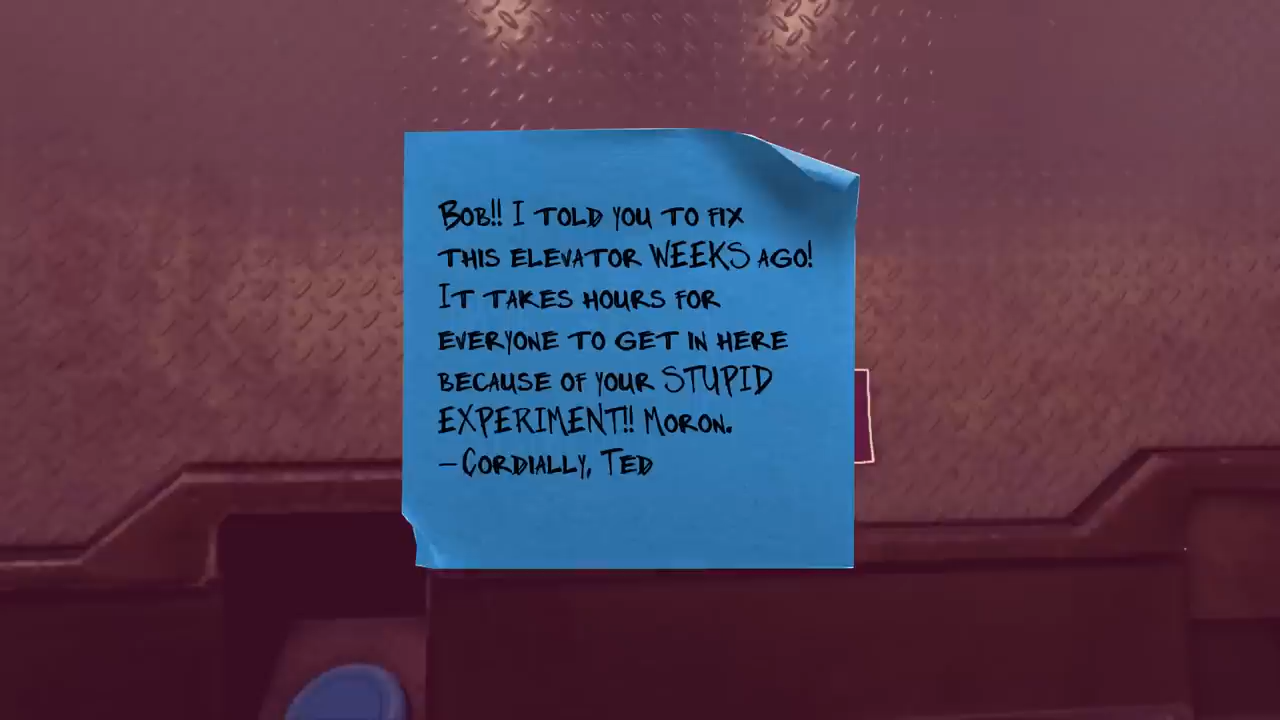 Bob!! I told you to fix
this elevator WEEKS ago!
It takes hours for
everyone to get in here
because of your STUPID
EXPERIMENT!! Moron.
– Cordially, Ted